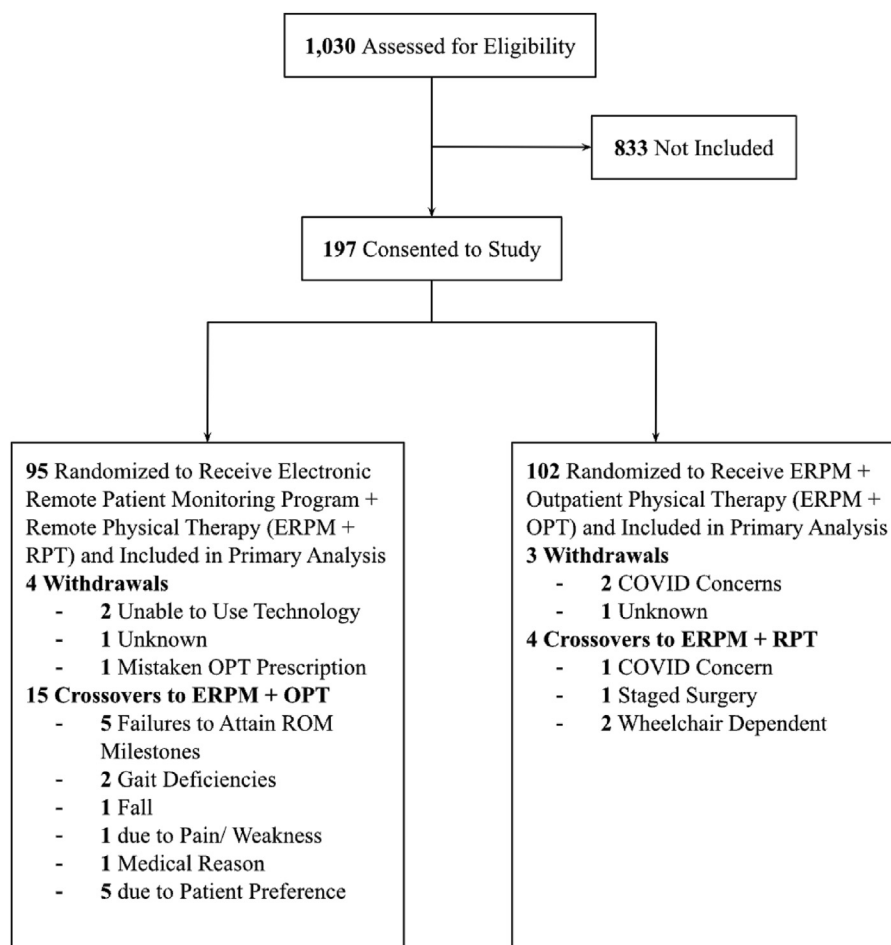 1,030 Assessed for Eligibility
833 Not Included
197 Consented to Study
95 Randomized to Receive Electronic
Remote Patient Monitoring Program +
Remote Physical Therapy (ERPM +
RPT) and Included in Primary Analysis
4 Withdrawals
- 2 Unable to Use Technology
- 1 Unknown
- 1 Mistaken OPT Prescription
15 Crossovers to ERPM + OPT
- 5 Failures to Attain ROM
Milestones
- 2 Gait Deficiencies
- 1 Fall
- 1 due to Pain/ Weakness
- 1 Medical Reason
- 5 due to Patient Preference
102 Randomized to Receive ERPM +
Outpatient Physical Therapy (ERPM +
OPT) and Included in Primary Analysis
3 Withdrawals
- 2 COVID Concerns
- 1 Unknown
4 Crossovers to ERPM + RPT
- 1 COVID Concern
- 1 Staged Surgery
- 2 Wheelchair Dependent